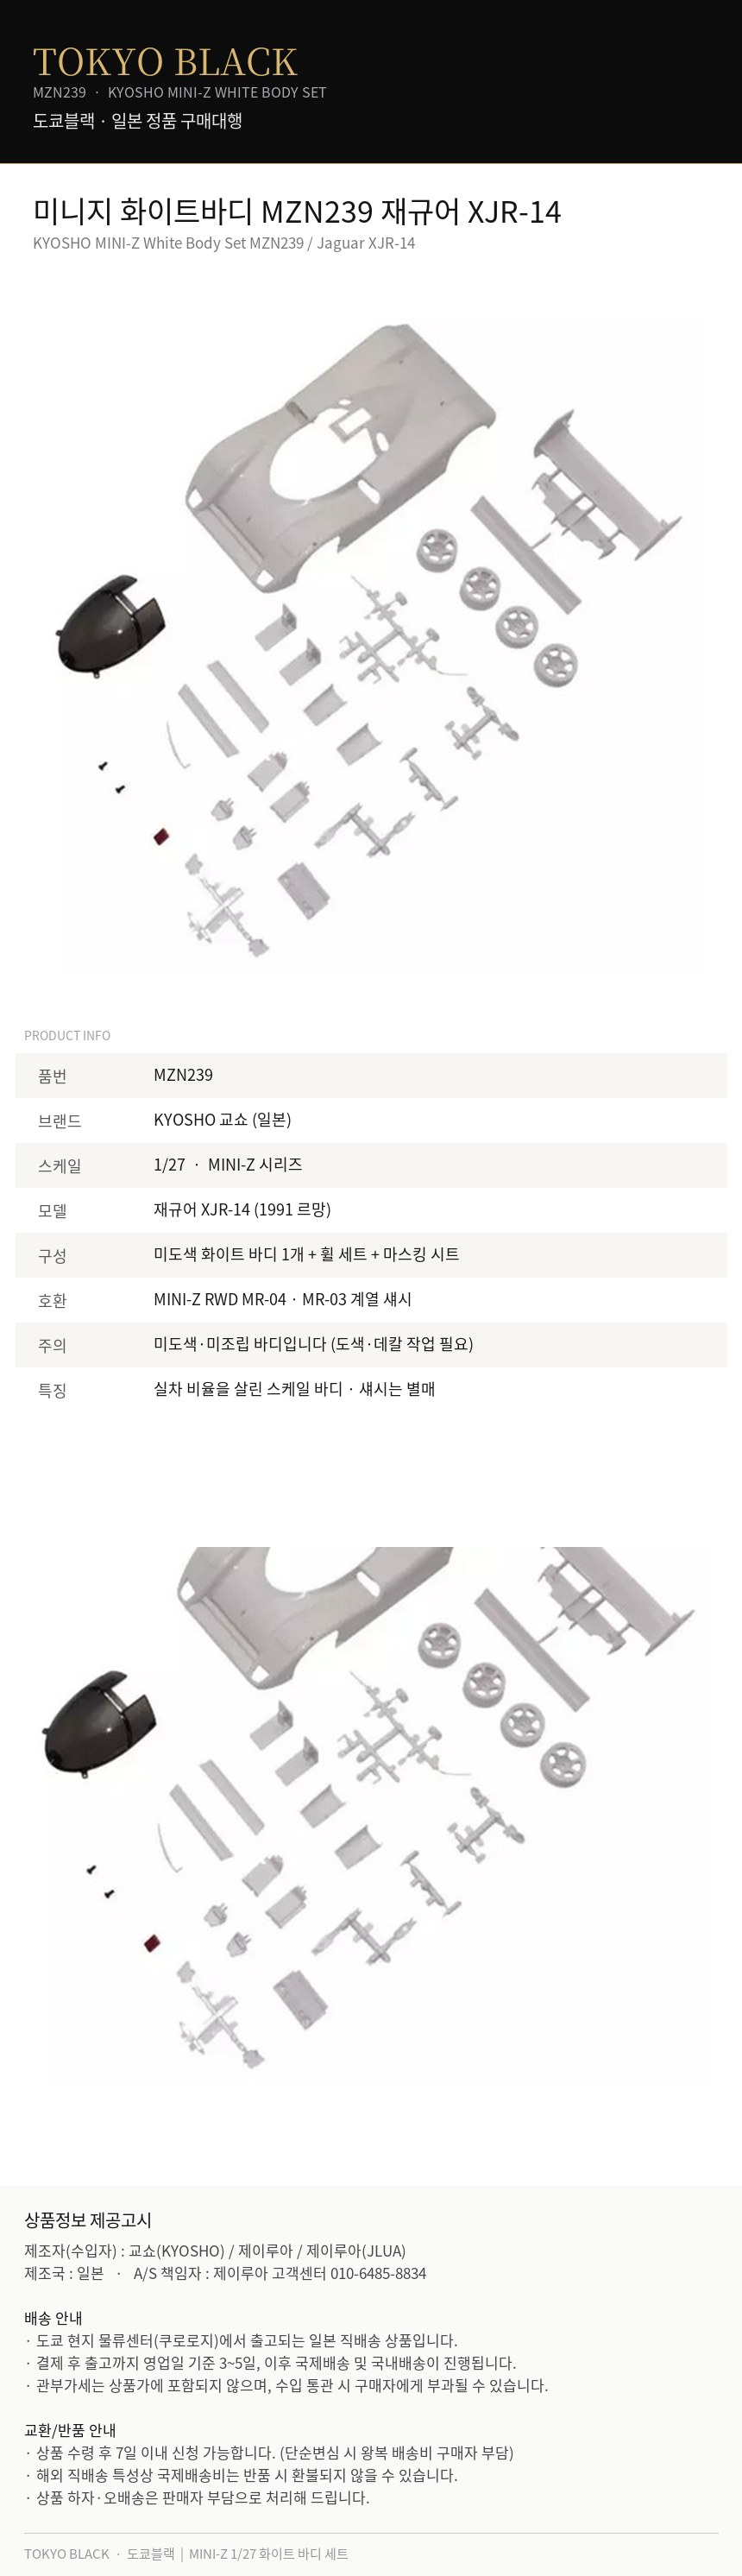 TOKYO BLACK
MZN239 · KYOSHO MINI-Z WHITE BODY SET
도쿄블랙 · 일본 정품 구매대행
미니지 화이트바디 MZN239 재규어 XJR-14
KYOSHO MINI-Z White Body Set MZN239 / Jaguar XJR-14
PRODUCT INFO
품번 MZN239
브랜드 KYOSHO 교쇼 (일본)
스케일 1/27 · MINI-Z 시리즈
모델 재규어 XJR-14 (1991 르망)
구성 미도색 화이트 바디 1개 + 휠 세트 + 마스킹 시트
호환 MINI-Z RWD MR-04 · MR-03 계열 섀시
주의 미도색·미조립 바디입니다 (도색·데칼 작업 필요)
특징 실차 비율을 살린 스케일 바디 · 섀시는 별매
상품정보 제공고시
제조자(수입자) : 교쇼(KYOSHO) / 제이루아 / 제이루아(JLUA)
제조국 : 일본 · A/S 책임자 : 제이루아 고객센터 010-6485-8834
배송 안내
· 도쿄 현지 물류센터(쿠로로지)에서 출고되는 일본 직배송 상품입니다.
· 결제 후 출고까지 영업일 기준 3~5일, 이후 국제배송 및 국내배송이 진행됩니다.
· 관부가세는 상품가에 포함되지 않으며, 수입 통관 시 구매자에게 부과될 수 있습니다.
교환/반품 안내
· 상품 수령 후 7일 이내 신청 가능합니다. (단순변심 시 왕복 배송비 구매자 부담)
· 해외 직배송 특성상 국제배송비는 반품 시 환불되지 않을 수 있습니다.
· 상품 하자·오배송은 판매자 부담으로 처리해 드립니다.
TOKYO BLACK · 도쿄블랙 | MINI-Z 1/27 화이트 바디 세트